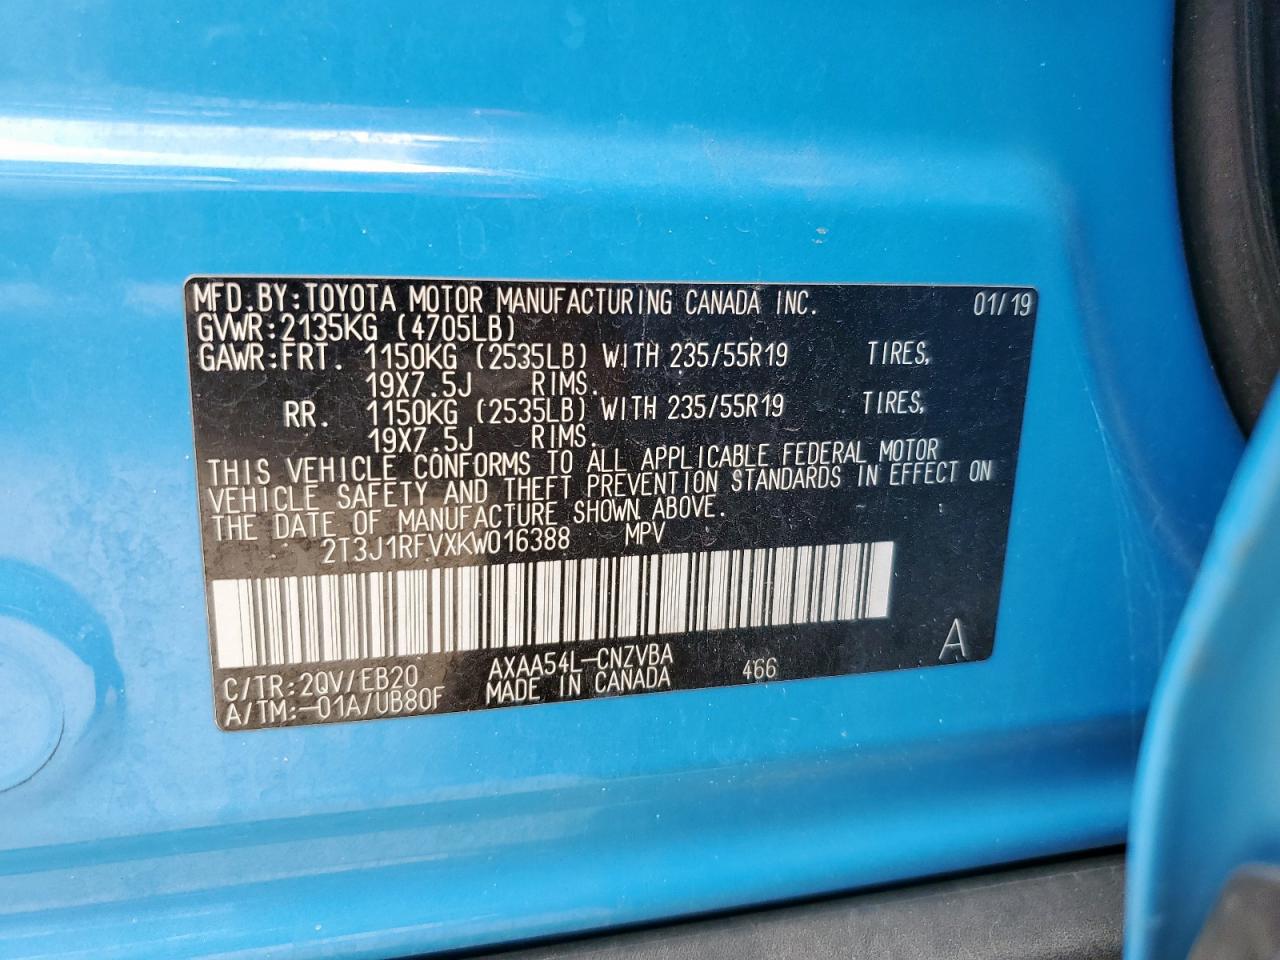 MFD.BY:TOYOTA MOTOR MANUFACTURING CANADA INC. 01/19
GVWR:2135KG (4705LB)
GAWR:FRT. 1150KG (2535LB) WITH 235/55R19 TIRES,
19X7.5J RIMS.
RR. 1150KG (2535LB) WITH 235/55R19 TIRES,
19X7.5J RIMS.
THIS VEHICLE CONFORMS TO ALL APPLICABLE FEDERAL MOTOR
VEHICLE SAFETY AND THEFT PREVENTION STANDARDS IN EFFECT ON
THE DATE OF MANUFACTURE SHOWN ABOVE.
2T3J1RFVXKW016388 MPV
C/TR:2QV/EB20 AXAA54L-CNZVBA 466 A
A/TM:-01A/UB80F MADE IN CANADA